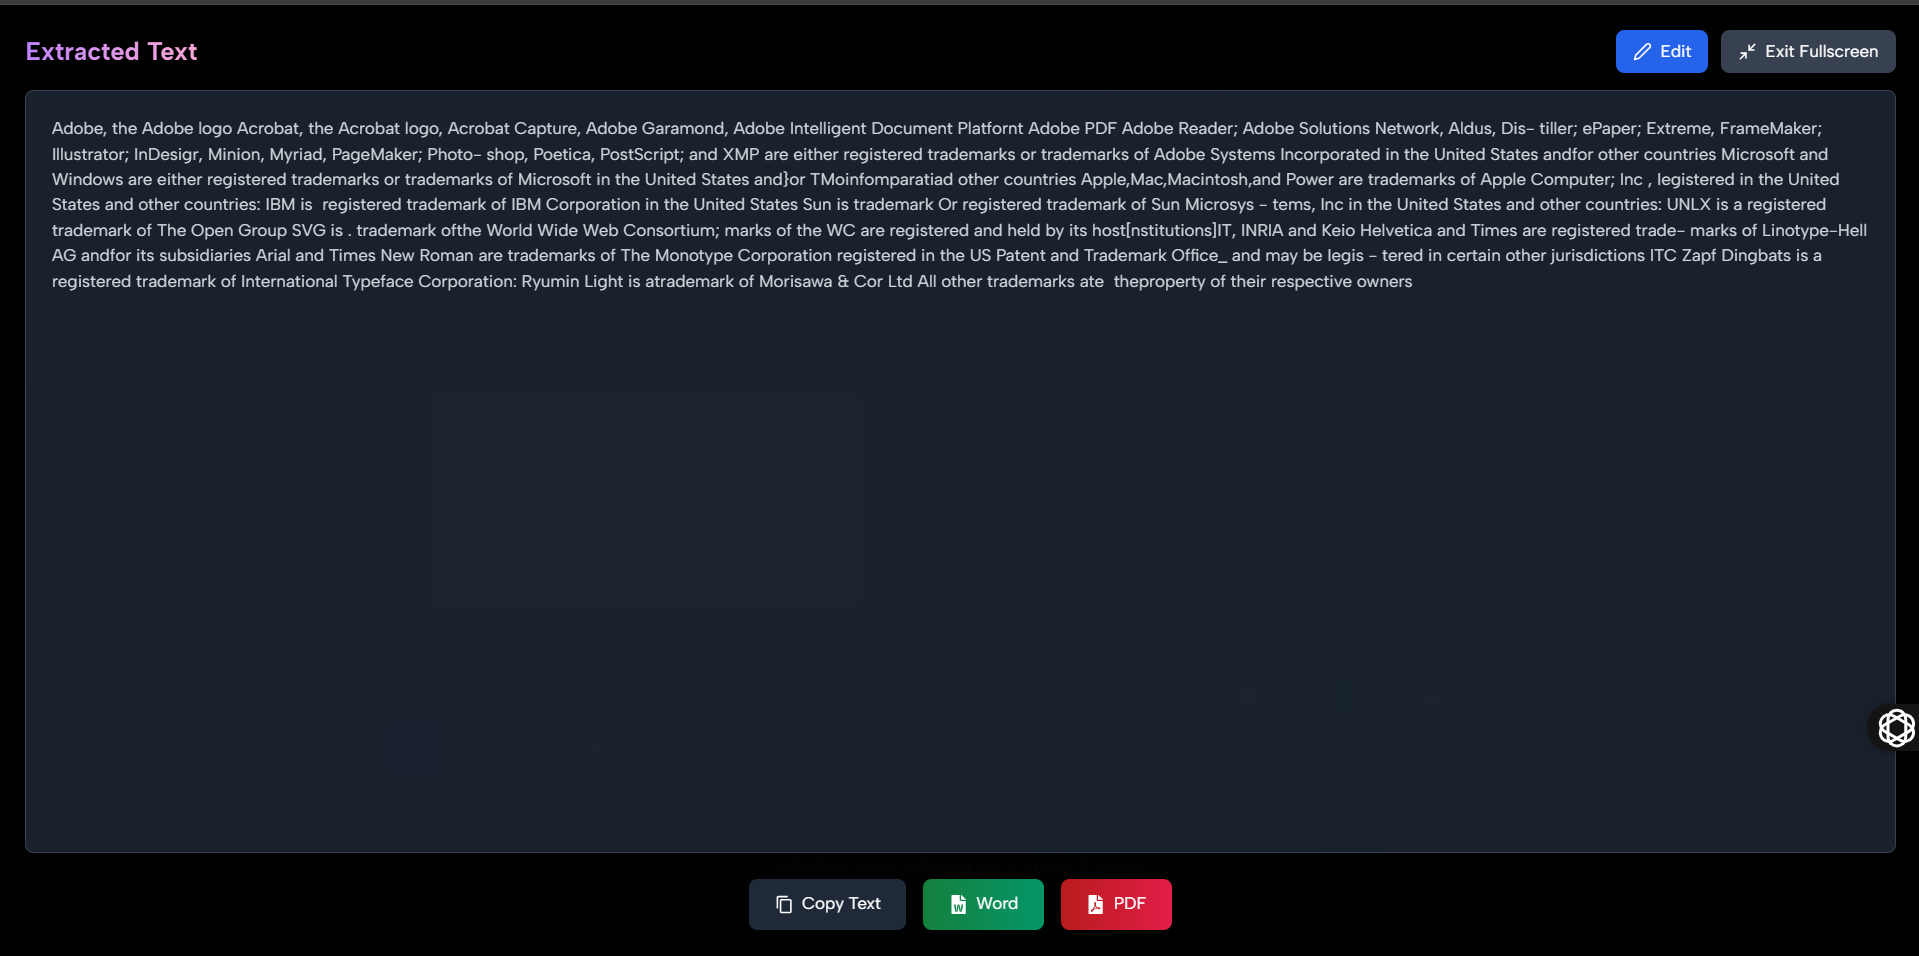 Extracted Text
Edit
Exit Fullscreen
Adobe, the Adobe logo Acrobat, the Acrobat logo, Acrobat Capture, Adobe Garamond, Adobe Intelligent Document Platfornt Adobe PDF Adobe Reader; Adobe Solutions Network, Aldus, Dis- tiller; ePaper; Extreme, FrameMaker;
Illustrator; InDesigr, Minion, Myriad, PageMaker; Photo- shop, Poetica, PostScript; and XMP are either registered trademarks or trademarks of Adobe Systems Incorporated in the United States andfor other countries Microsoft and
Windows are either registered trademarks or trademarks of Microsoft in the United States and}or TMoinfomparatiad other countries Apple,Mac,Macintosh,and Power are trademarks of Apple Computer; Inc , legistered in the United
States and other countries: IBM is  registered trademark of IBM Corporation in the United States Sun is trademark Or registered trademark of Sun Microsys - tems, Inc in the United States and other countries: UNLX is a registered
trademark of The Open Group SVG is . trademark ofthe World Wide Web Consortium; marks of the WC are registered and held by its host[nstitutions]IT, INRIA and Keio Helvetica and Times are registered trade- marks of Linotype-Hell
AG andfor its subsidiaries Arial and Times New Roman are trademarks of The Monotype Corporation registered in the US Patent and Trademark Office_ and may be legis - tered in certain other jurisdictions ITC Zapf Dingbats is a
registered trademark of International Typeface Corporation: Ryumin Light is atrademark of Morisawa & Cor Ltd All other trademarks ate  theproperty of their respective owners
Copy Text
Word
PDF